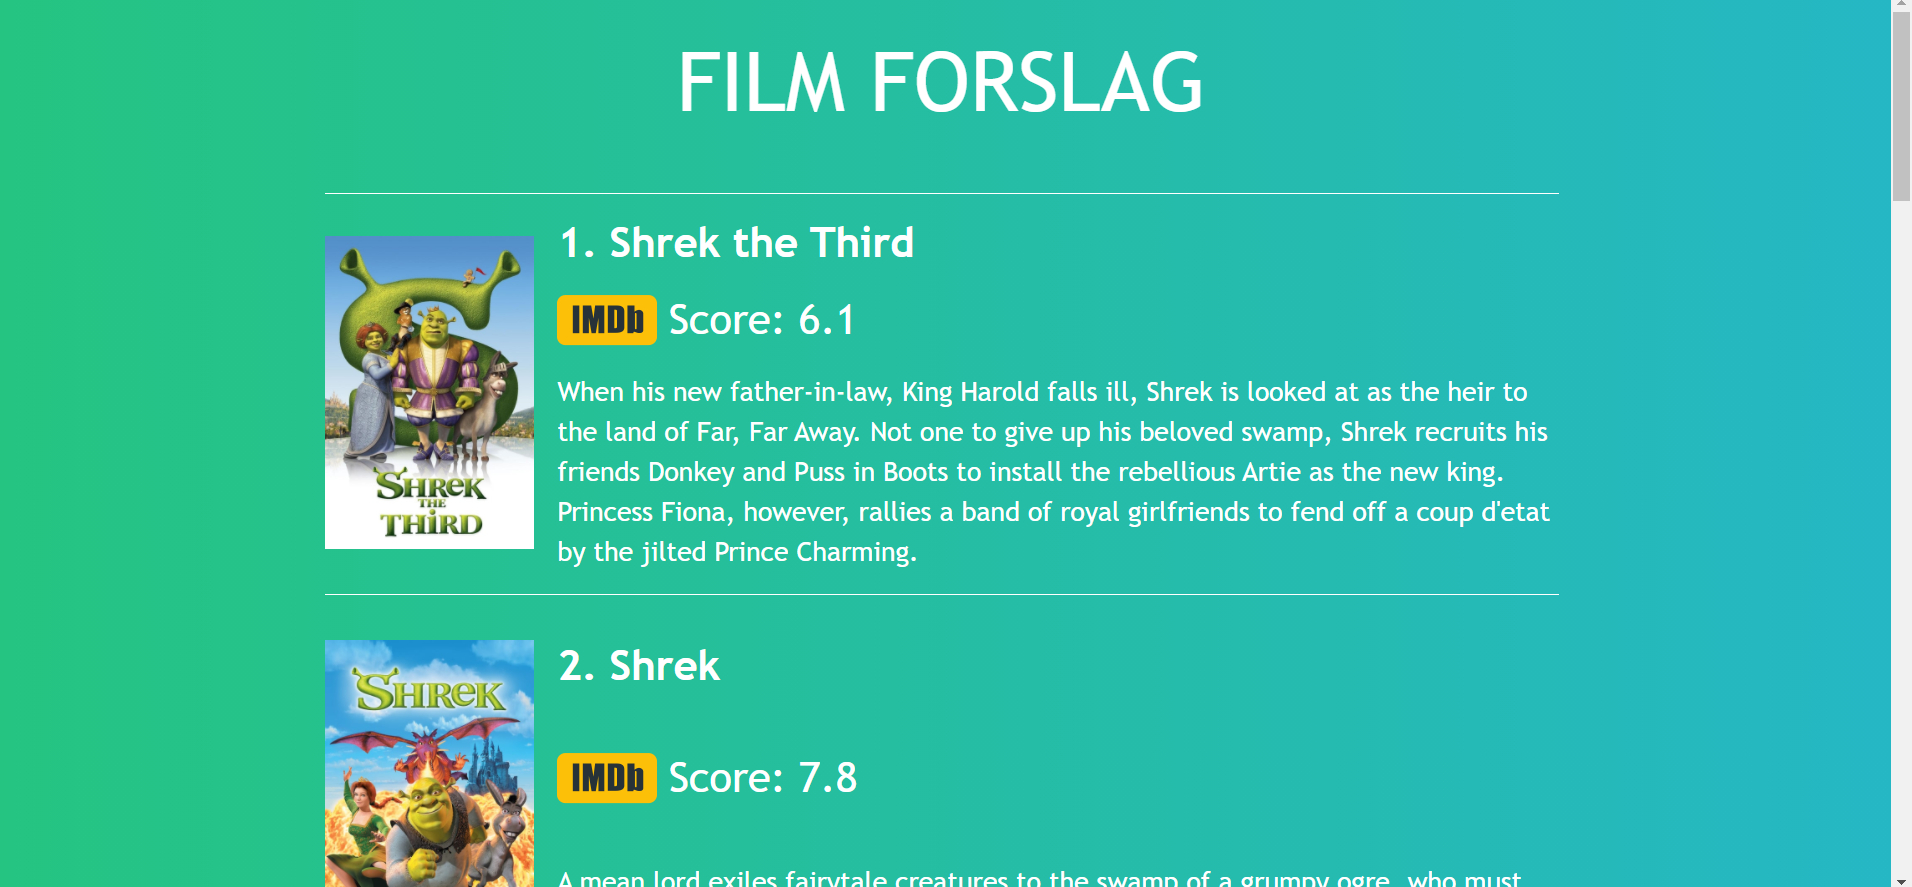 FILM FORSLAG
1. Shrek the Third
IMDb Score: 6.1
When his new father-in-law, King Harold falls ill, Shrek is looked at as the heir to
the land of Far, Far Away. Not one to give up his beloved swamp, Shrek recruits his
friends Donkey and Puss in Boots to install the rebellious Artie as the new king.
Princess Fiona, however, rallies a band of royal girlfriends to fend off a coup d'etat
by the jilted Prince Charming.
SHREK
THE
THIRD
2. Shrek
SHREK
IMDb Score: 7.8
A mean lord exiles fairytale creatures to the swamp of a grumpy ogre, who must